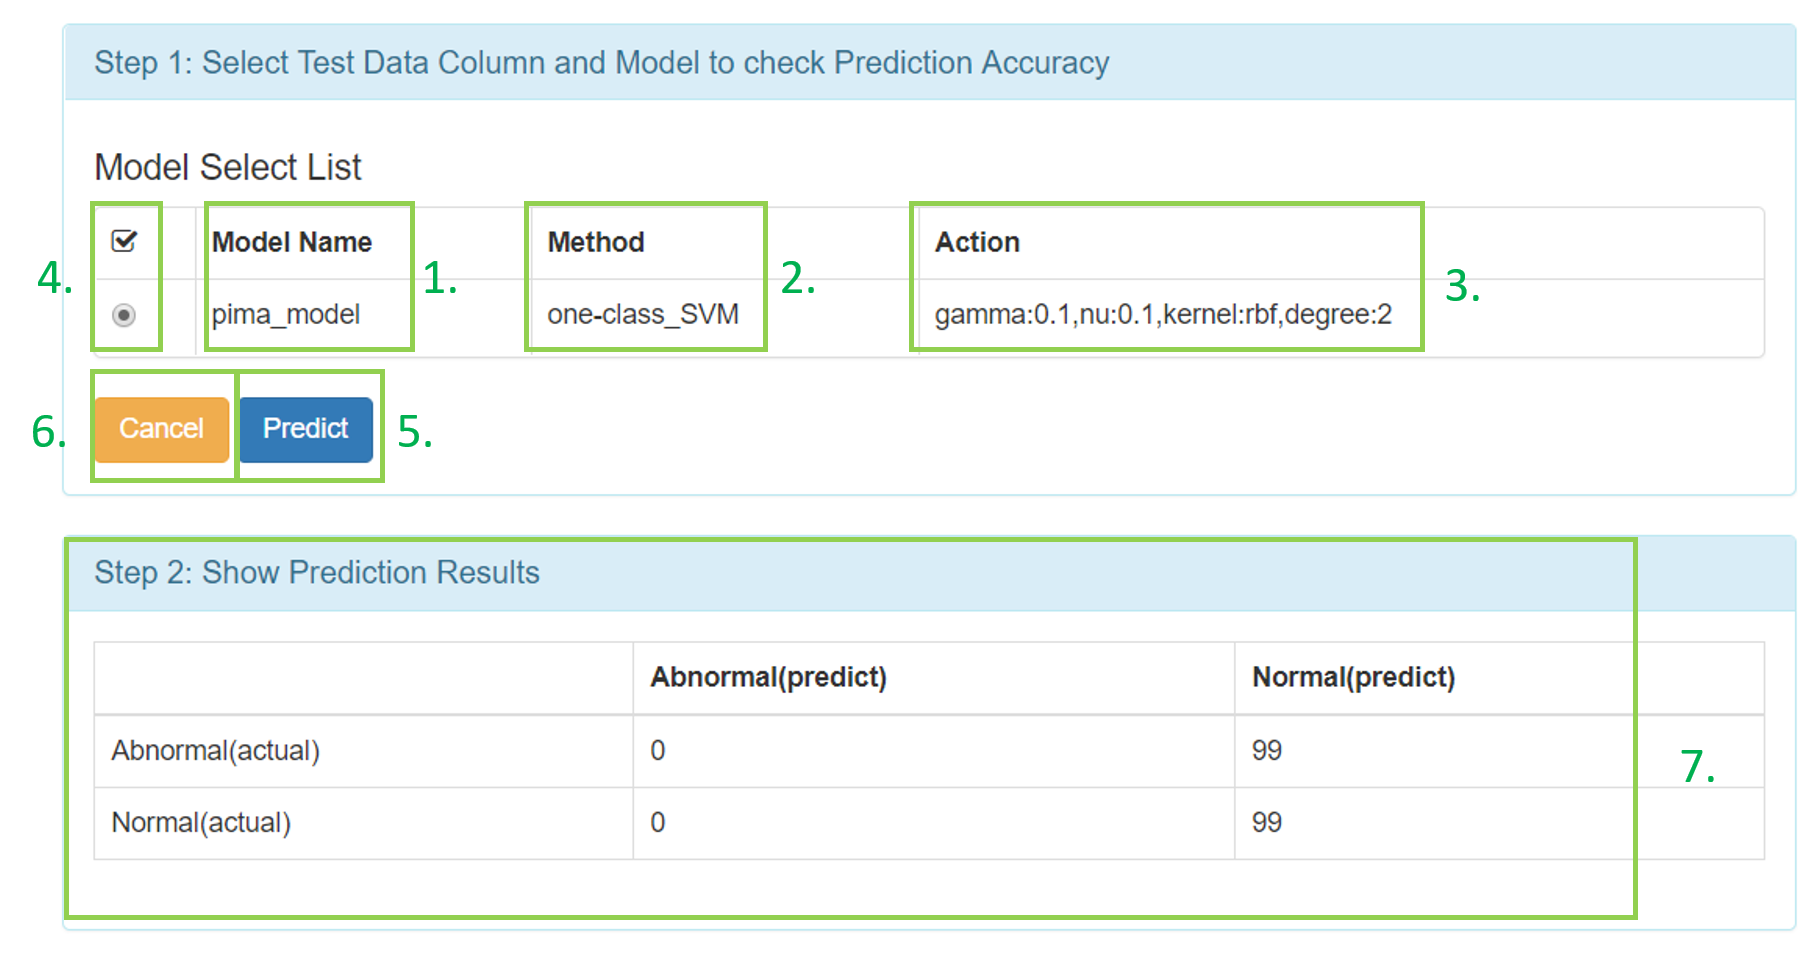 Step 1: Select Test Data Column and Model to check Prediction Accuracy
Model Select List
Model Name Method Action
4. 1. 2. 3.
pima_model one-class_SVM gamma:0.1,nu:0.1,kernel:rbf,degree:2
6. Cancel Predict 5.
Step 2: Show Prediction Results
Abnormal(predict) Normal(predict)
Abnormal(actual) 0 99
7.
Normal(actual) 0 99